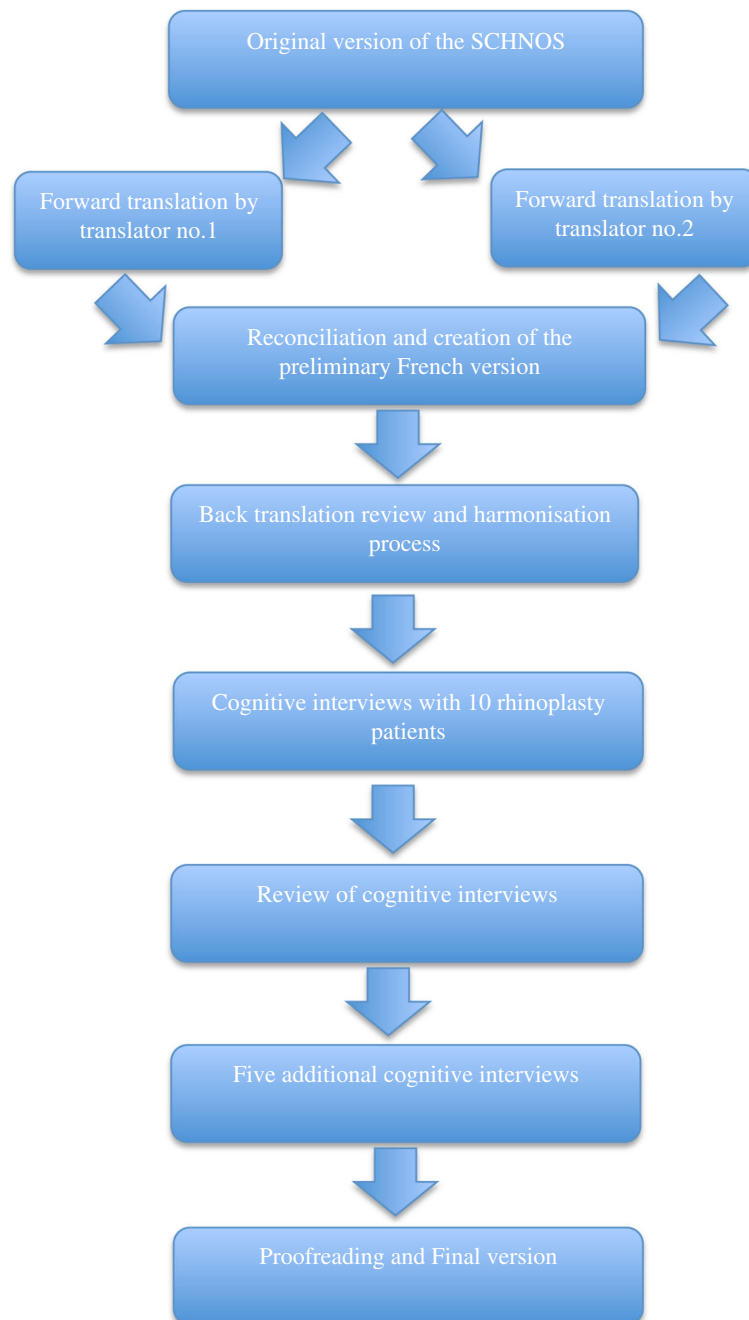 Original version of the SCHNOS
Forward translation by
translator no.1
Forward translation by
translator no.2
Reconciliation and creation of the
preliminary French version
Back translation review and harmonisation
process
Cognitive interviews with 10 rhinoplasty
patients
Review of cognitive interviews
Five additional cognitive interviews
Proofreading and Final version